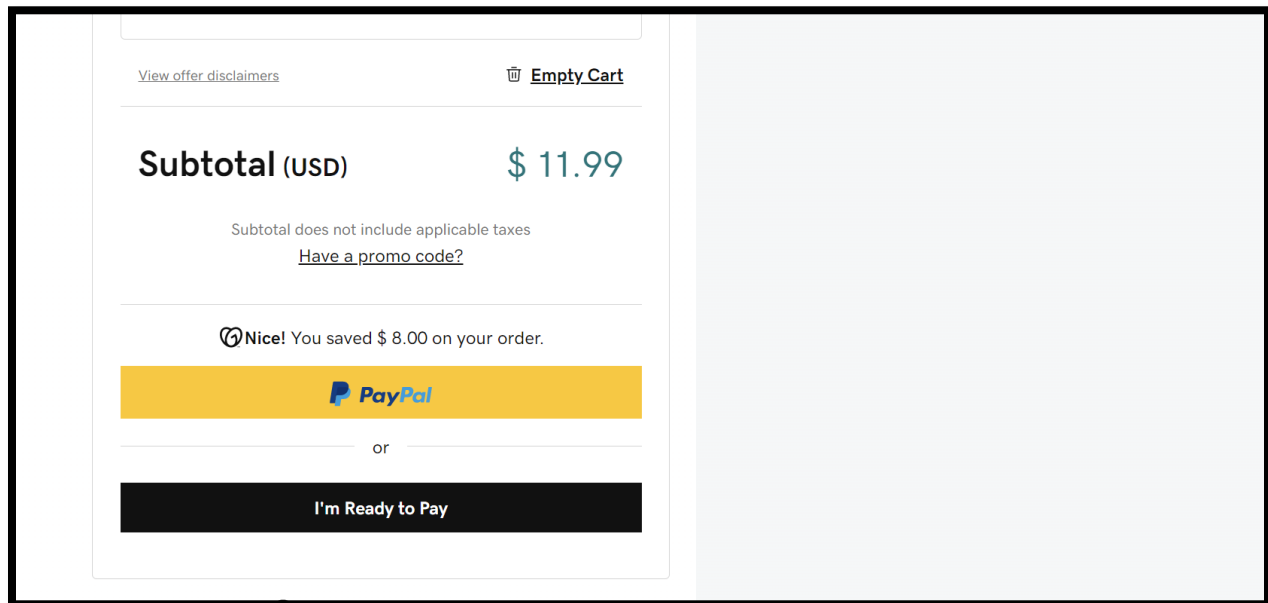 View offer disclaimers
Empty Cart
Subtotal (USD) $ 11.99
Subtotal does not include applicable taxes
Have a promo code?
Nice! You saved $ 8.00 on your order.
PayPal
or
I'm Ready to Pay